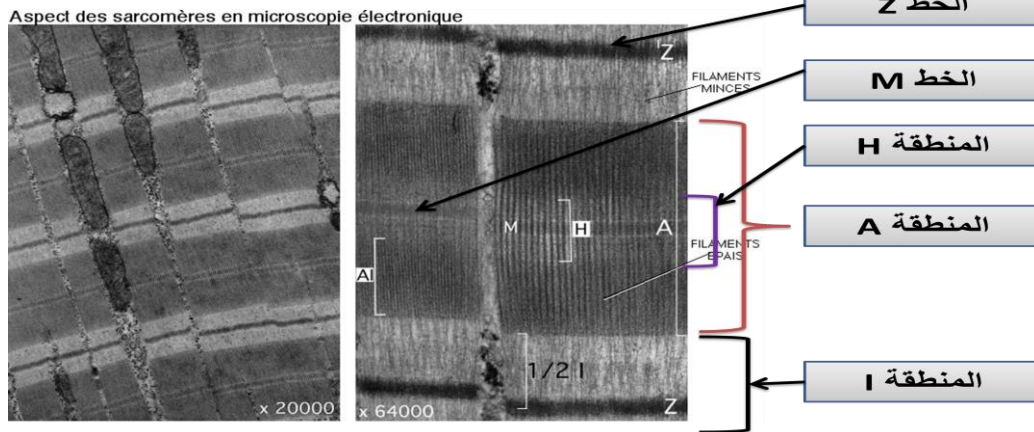 Aspect des sarcomères en microscopie électronique
الخط Z
Z
FILAMENTS
MINCES
الخط M
المنطقة H
M
H
A
المنطقة A
FILAMENTS
EPAIS
AI
1/2 I
المنطقة I
x 20000
x 64000
Z